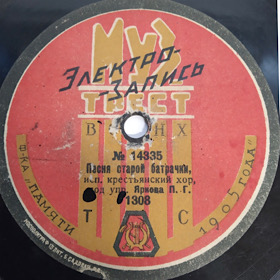 МУЗ
ЭЛЕКТРО-
-ЗАПИСЬ
ТРЕСТ
В Н Х
№ 14335
Песня старой батрачки,
исп. крестьянский хор,
под упр. Яркова П. Г.
1308
Т С
Ф-КА „ПАМЯТИ
1905 ГОДА"